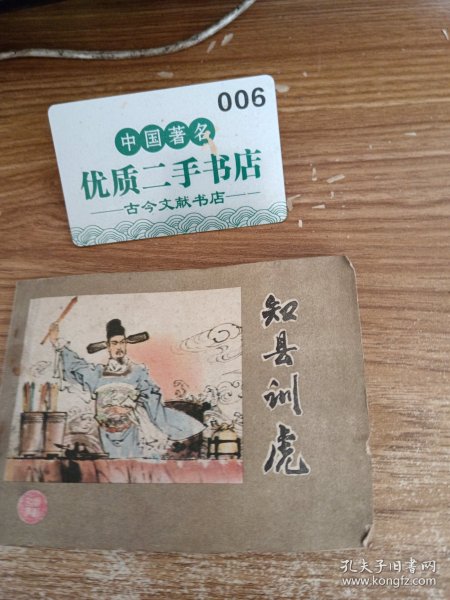 006
中国著名
优质二手书店
古今文献书店
知县训虎
孔夫子旧书网
www.kongfz.com